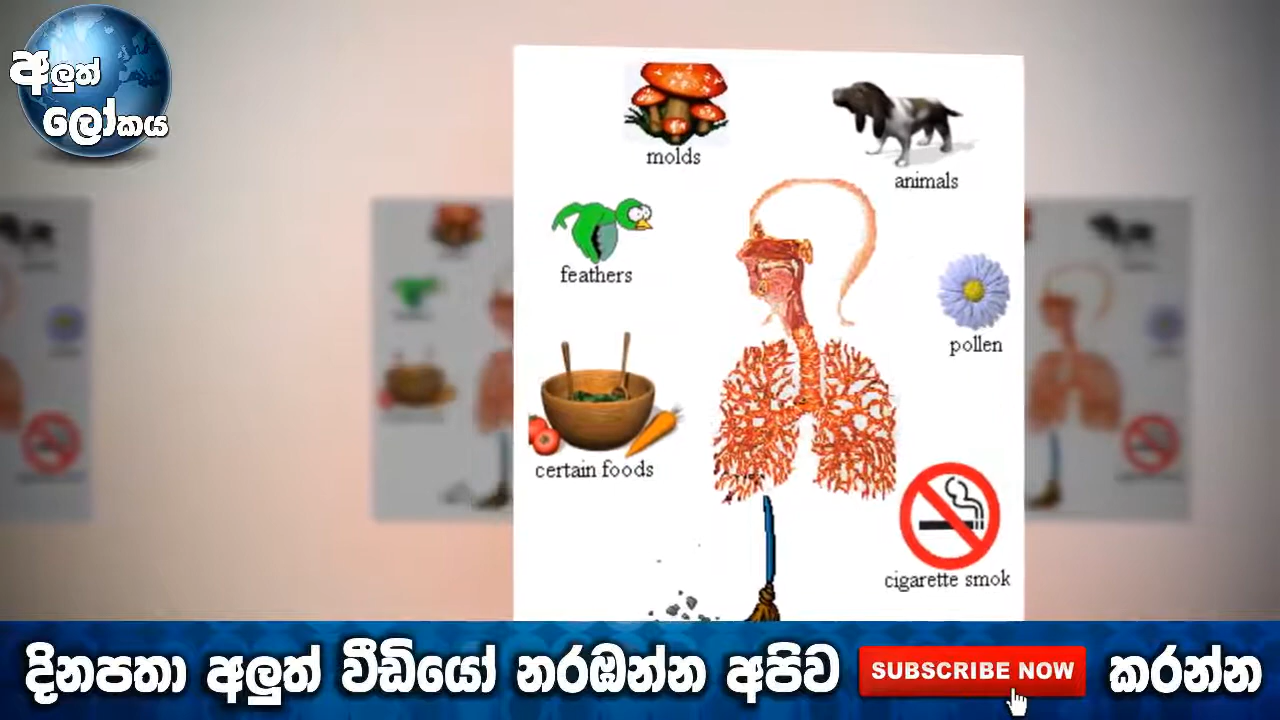 අලුත්
ලෝකය
molds
animals
feathers
pollen
certain foods
cigarette smok
දිනපතා අලුත් වීඩියෝ නරඹන්න අපිව SUBSCRIBE NOW කරන්න